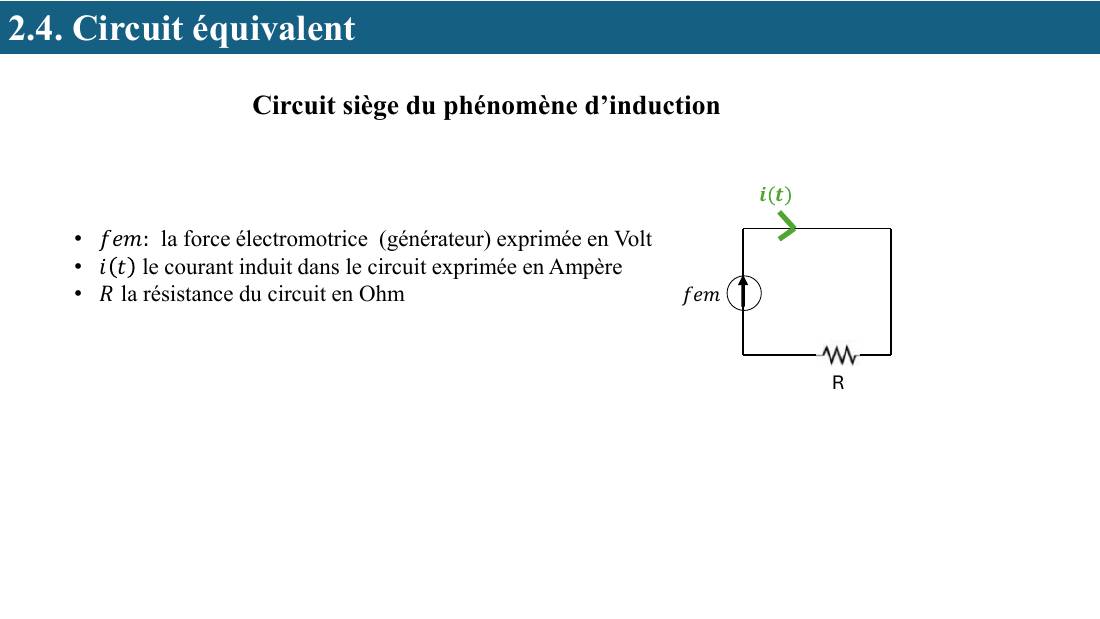 2.4. Circuit équivalent
Circuit siège du phénomène d’induction
i(t)
• fem: la force électromotrice (générateur) exprimée en Volt
• i(t) le courant induit dans le circuit exprimée en Ampère
• R la résistance du circuit en Ohm
fem
R